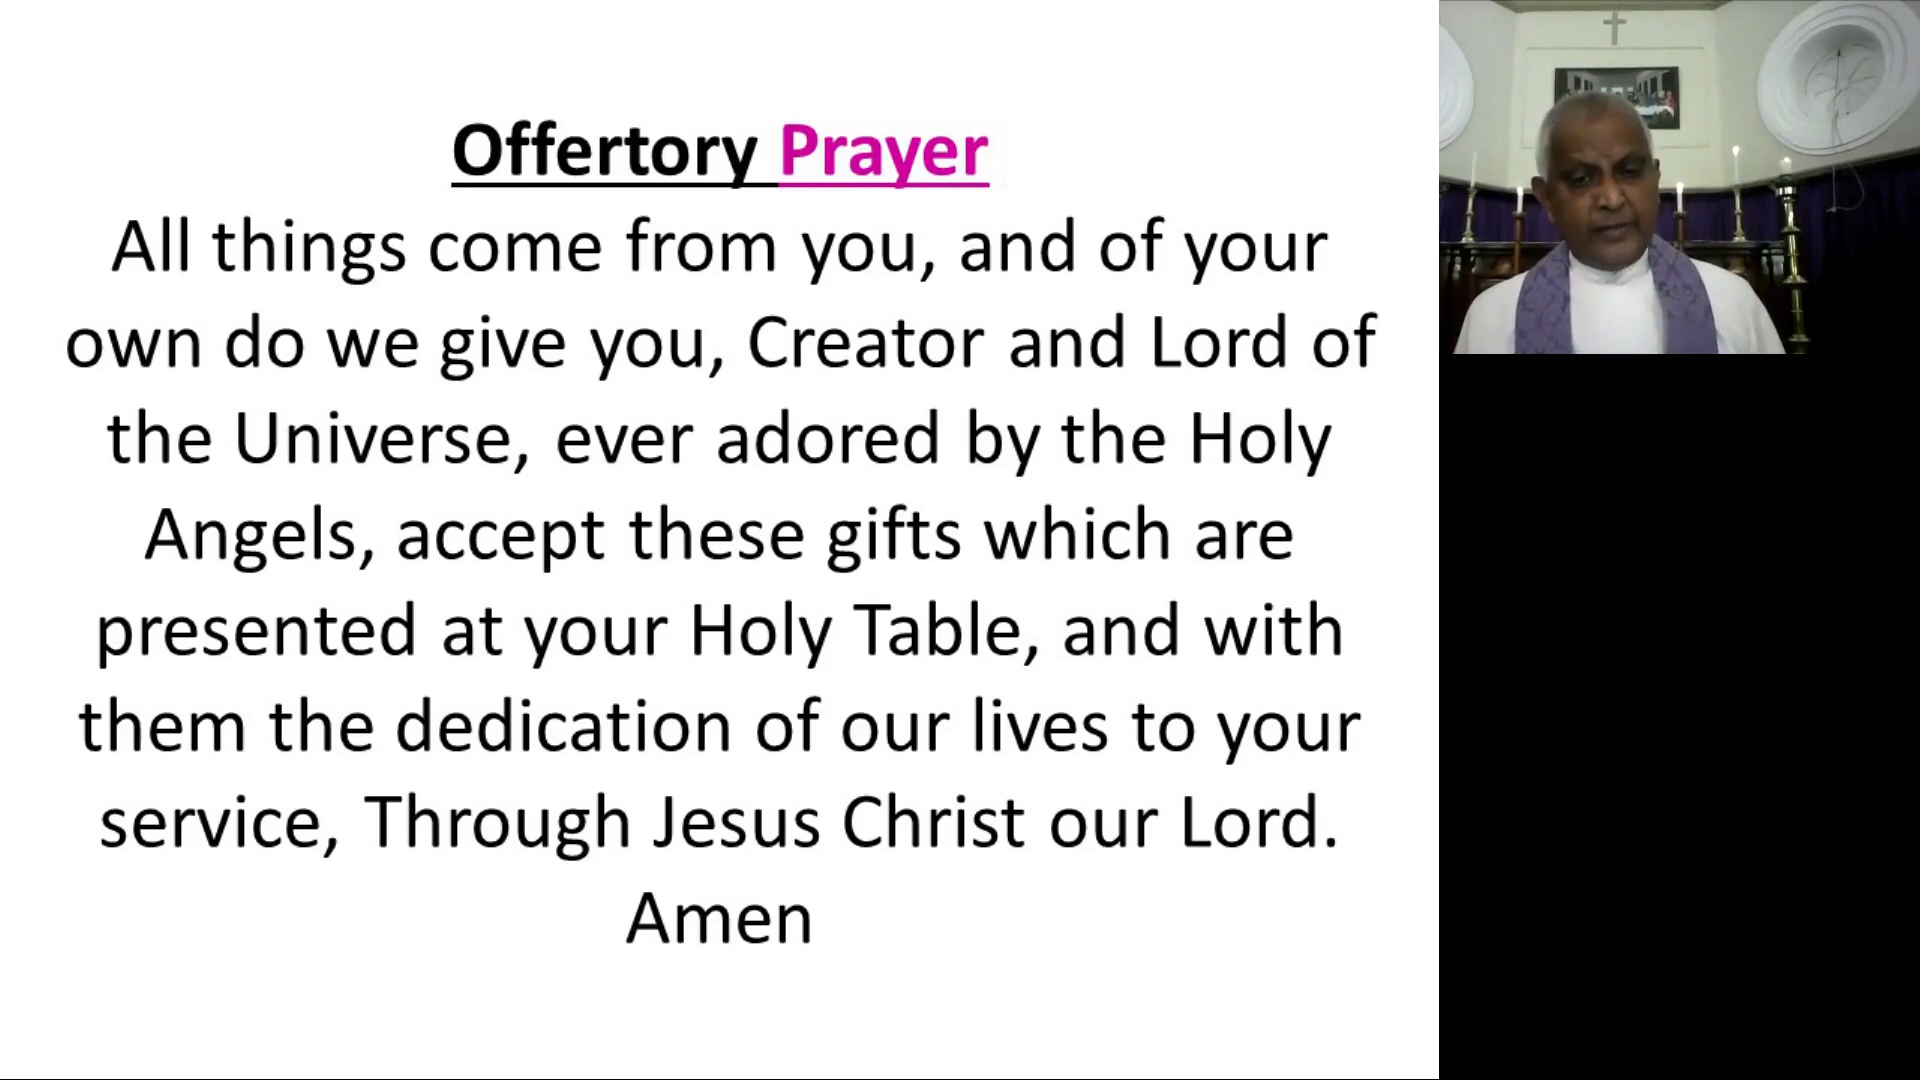 Offertory Prayer
All things come from you, and of your
own do we give you, Creator and Lord of
the Universe, ever adored by the Holy
Angels, accept these gifts which are
presented at your Holy Table, and with
them the dedication of our lives to your
service, Through Jesus Christ our Lord.
Amen